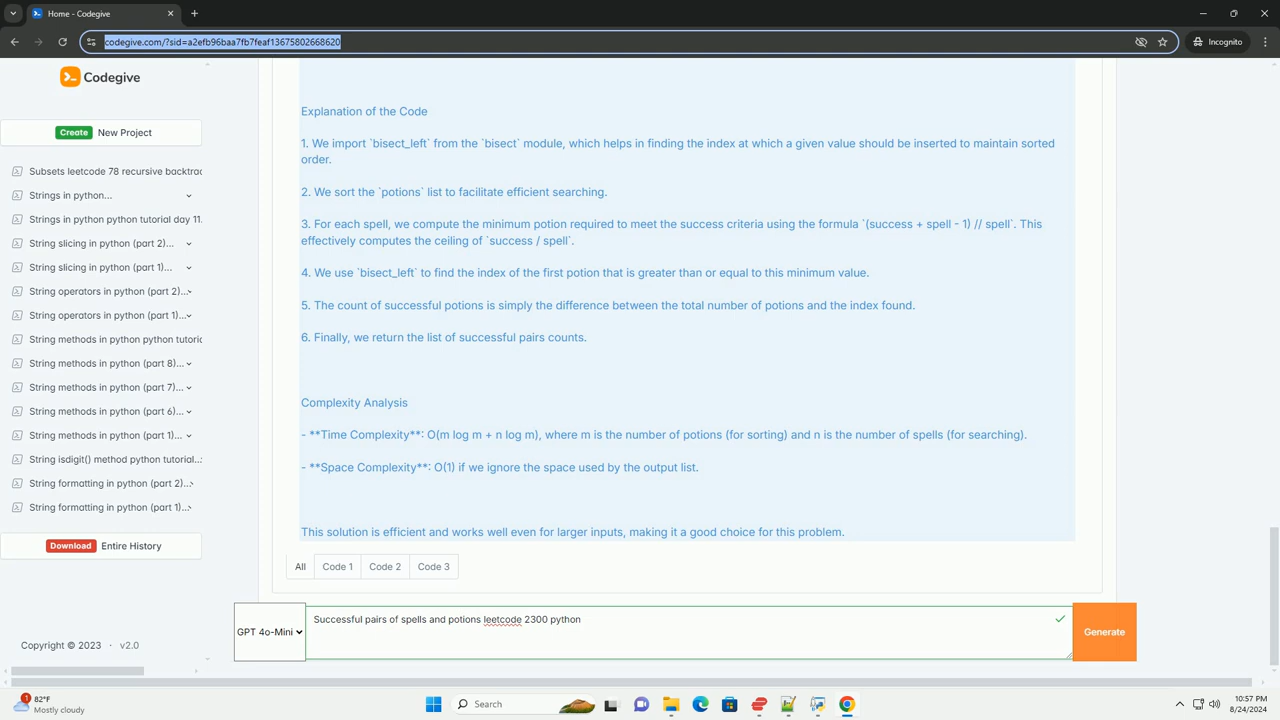 Home - Codegive
codegive.com/?sid=a2efb96baa7fb7feaf13675802668620
Incognito
Codegive
Create New Project
Subsets leetcode 78 recursive backtrac
Strings in python...
Strings in python python tutorial day 11.
String slicing in python (part 2)...
String slicing in python (part 1)...
String operators in python (part 2)...
String operators in python (part 1)...
String methods in python python tutoric
String methods in python (part 8)...
String methods in python (part 7)...
String methods in python (part 6)...
String methods in python (part 1)...
String isdigit() method python tutorial...
String formatting in python (part 2)...
String formatting in python (part 1)...
Download Entire History
Copyright © 2023 · v2.0
Explanation of the Code
1. We import `bisect_left` from the `bisect` module, which helps in finding the index at which a given value should be inserted to maintain sorted
order.
2. We sort the `potions` list to facilitate efficient searching.
3. For each spell, we compute the minimum potion required to meet the success criteria using the formula `(success + spell - 1) // spell`. This
effectively computes the ceiling of `success / spell`.
4. We use `bisect_left` to find the index of the first potion that is greater than or equal to this minimum value.
5. The count of successful potions is simply the difference between the total number of potions and the index found.
6. Finally, we return the list of successful pairs counts.
Complexity Analysis
- **Time Complexity**: O(m log m + n log m), where m is the number of potions (for sorting) and n is the number of spells (for searching).
- **Space Complexity**: O(1) if we ignore the space used by the output list.
This solution is efficient and works well even for larger inputs, making it a good choice for this problem.
All Code 1 Code 2 Code 3
GPT 4o-Mini
Successful pairs of spells and potions leetcode 2300 python
Generate
1
82°F
Mostly cloudy
Search
10:57 PM
8/24/2024